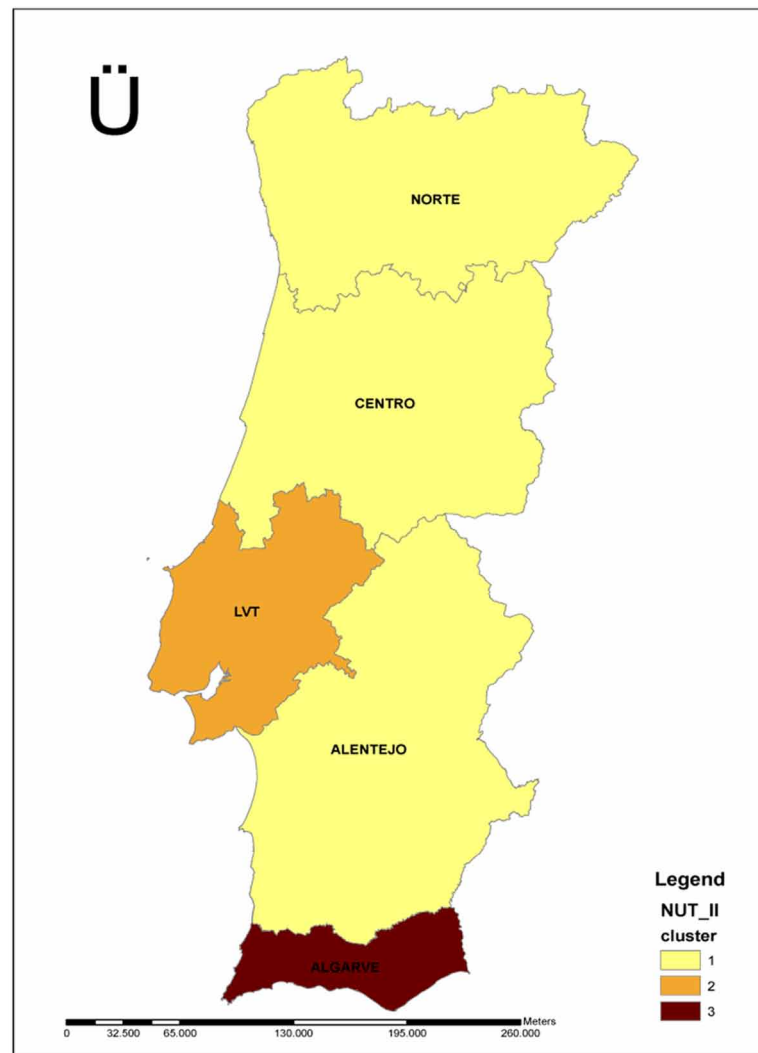 Ü
NORTE
CENTRO
LVT
ALENTEJO
ALGARVE
Legend
NUT_II
cluster
1
2
3
Meters
0 32.500 65.000 130.000 195.000 260.000